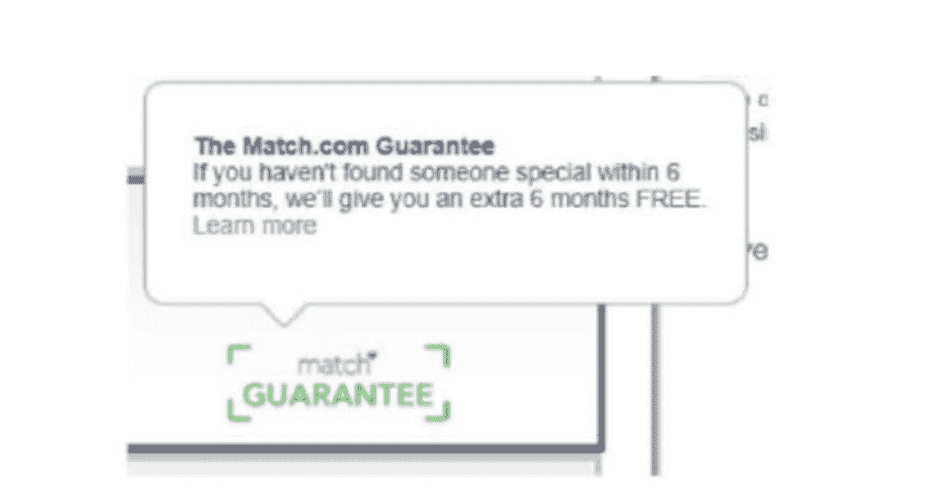 The Match.com Guarantee
If you haven't found someone special within 6
months, we'll give you an extra 6 months FREE.
Learn more
match
GUARANTEE